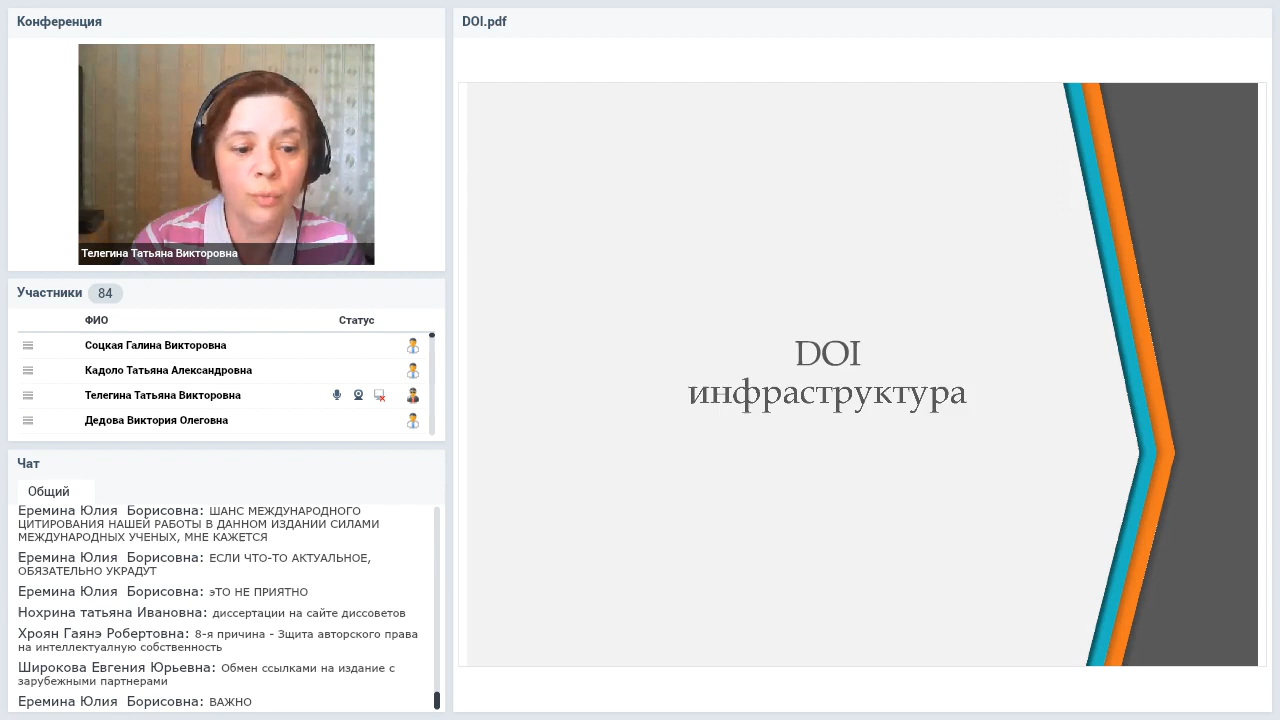 Конференция
Телегина Татьяна Викторовна
Участники 84
ФИО Статус
Соцкая Галина Викторовна
Кадоло Татьяна Александровна
Телегина Татьяна Викторовна
Дедова Виктория Олеговна
Чат
Общий
Еремина Юлия Борисовна: ШАНС МЕЖДУНАРОДНОГО
ЦИТИРОВАНИЯ НАШЕЙ РАБОТЫ В ДАННОМ ИЗДАНИИ СИЛАМИ
МЕЖДУНАРОДНЫХ УЧЕНЫХ, МНЕ КАЖЕТСЯ
Еремина Юлия Борисовна: ЕСЛИ ЧТО-ТО АКТУАЛЬНОЕ,
ОБЯЗАТЕЛЬНО УКРАДУТ
Еремина Юлия Борисовна: эТО НЕ ПРИЯТНО
Нохрина татьяна Ивановна: диссертации на сайте диссоветов
Хроян Гаянэ Робертовна: 8-я причина - Зщита авторского права
на интеллектуалную собственность
Широкова Евгения Юрьевна: Обмен ссылками на издание с
зарубежными партнерами
Еремина Юлия Борисовна: ВАЖНО
DOI.pdf
DOI
инфраструктура